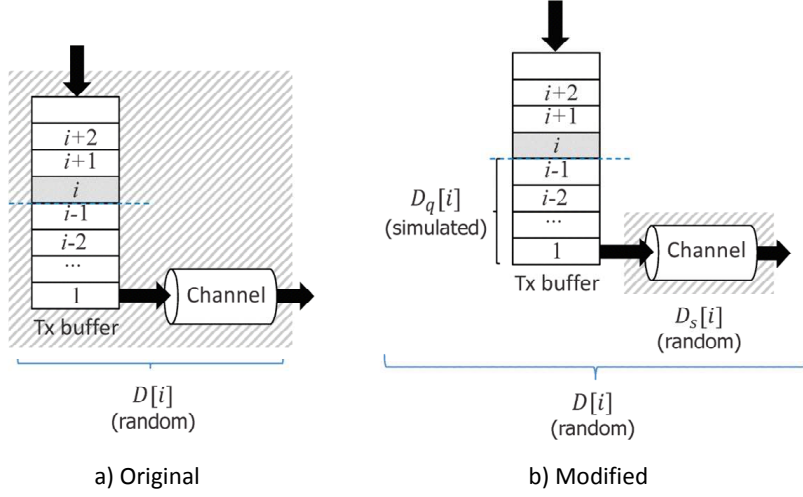 i+2
i+1
i
i-1
i-2
...
1
Tx buffer
Channel
D[i]
(random)
a) Original
i+2
i+1
i
i-1
i-2
...
1
Tx buffer
D_q[i]
(simulated)
Channel
D_s[i]
(random)
D[i]
(random)
b) Modified